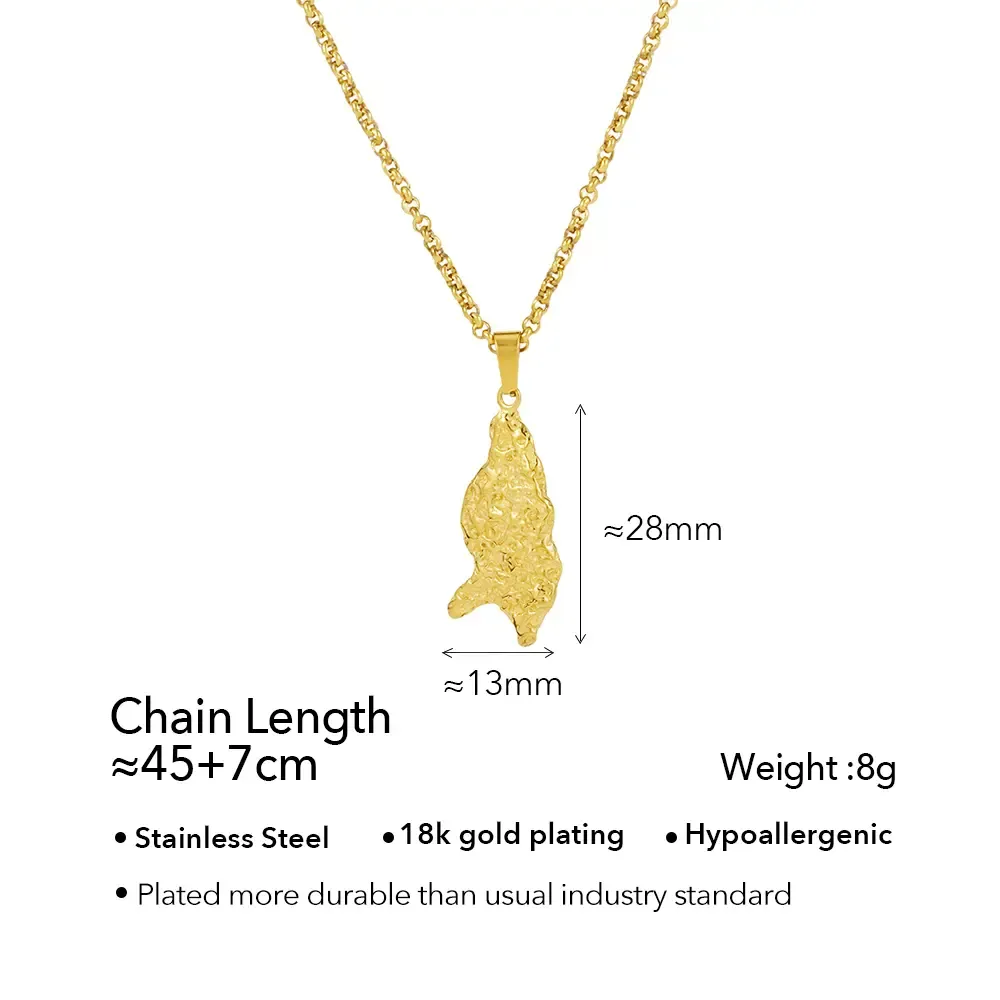 ≈28mm
≈13mm
Chain Length
≈45+7cm
Weight :8g
• Stainless Steel • 18k gold plating • Hypoallergenic
• Plated more durable than usual industry standard